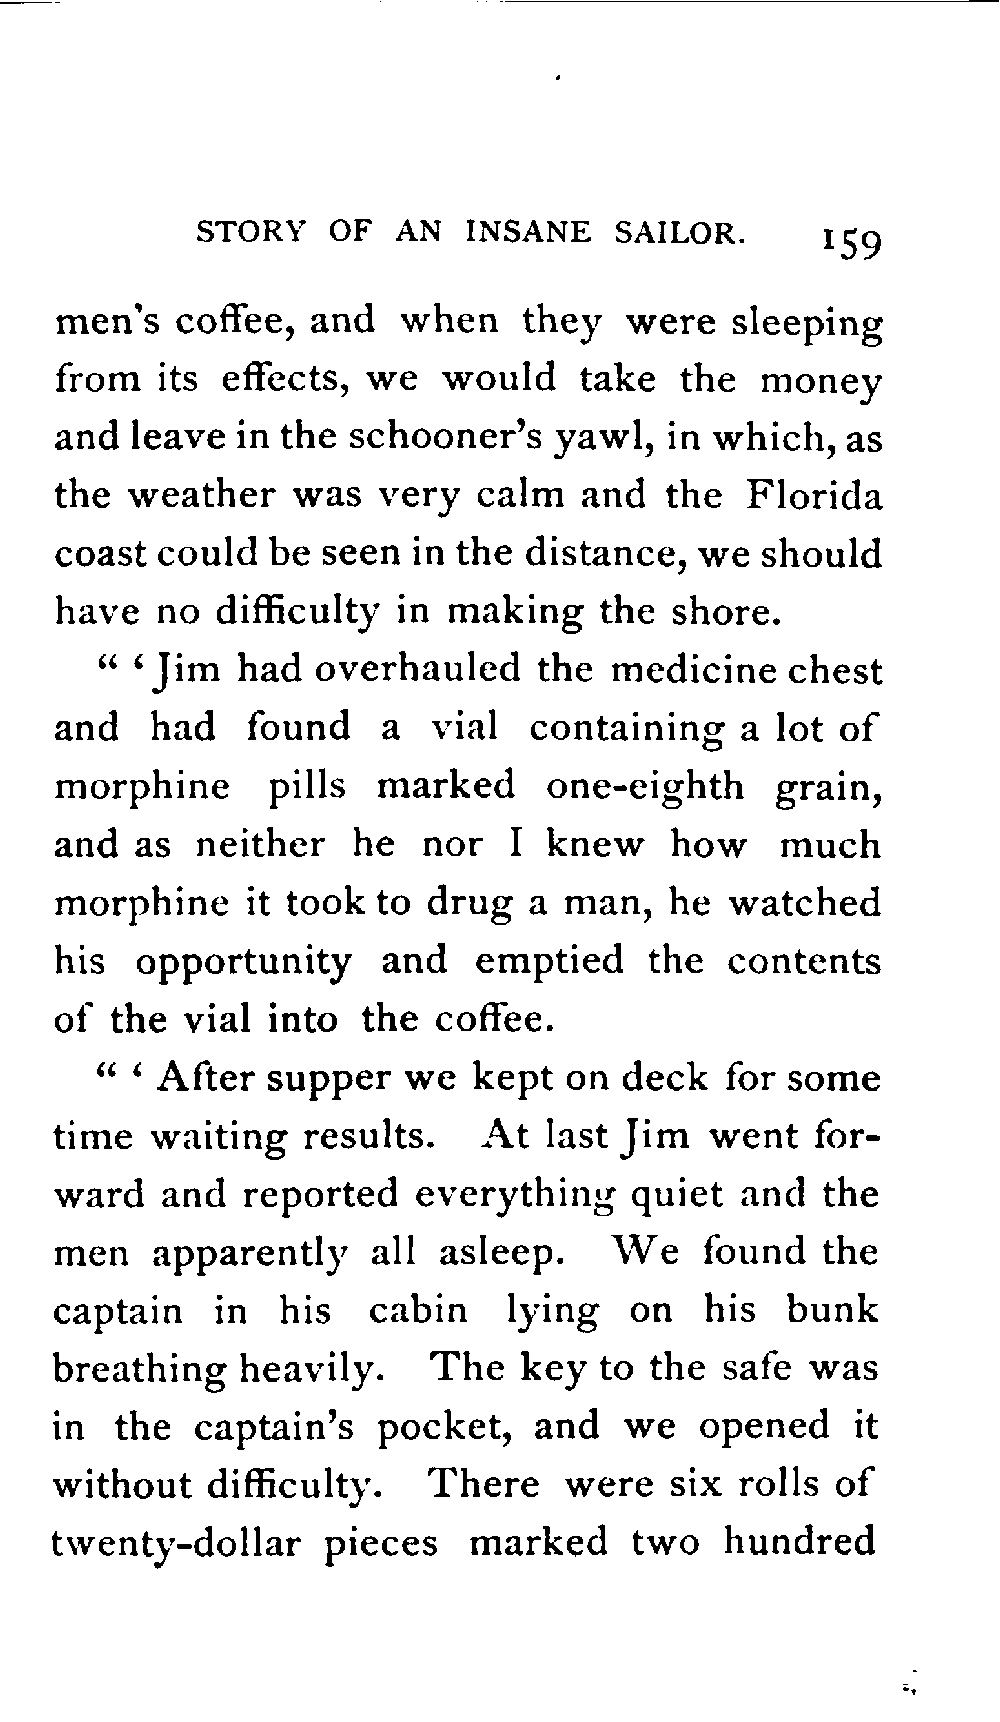 STORY OF AN INSANE SAILOR. 159
men's coffee, and when they were sleeping
from its effects, we would take the money
and leave in the schooner's yawl, in which, as
the weather was very calm and the Florida
coast could be seen in the distance, we should
have no difficulty in making the shore.
“ ‘ Jim had overhauled the medicine chest
and had found a vial containing a lot of
morphine pills marked one-eighth grain,
and as neither he nor I knew how much
morphine it took to drug a man, he watched
his opportunity and emptied the contents
of the vial into the coffee.
“ ‘ After supper we kept on deck for some
time waiting results. At last Jim went for-
ward and reported everything quiet and the
men apparently all asleep. We found the
captain in his cabin lying on his bunk
breathing heavily. The key to the safe was
in the captain's pocket, and we opened it
without difficulty. There were six rolls of
twenty-dollar pieces marked two hundred